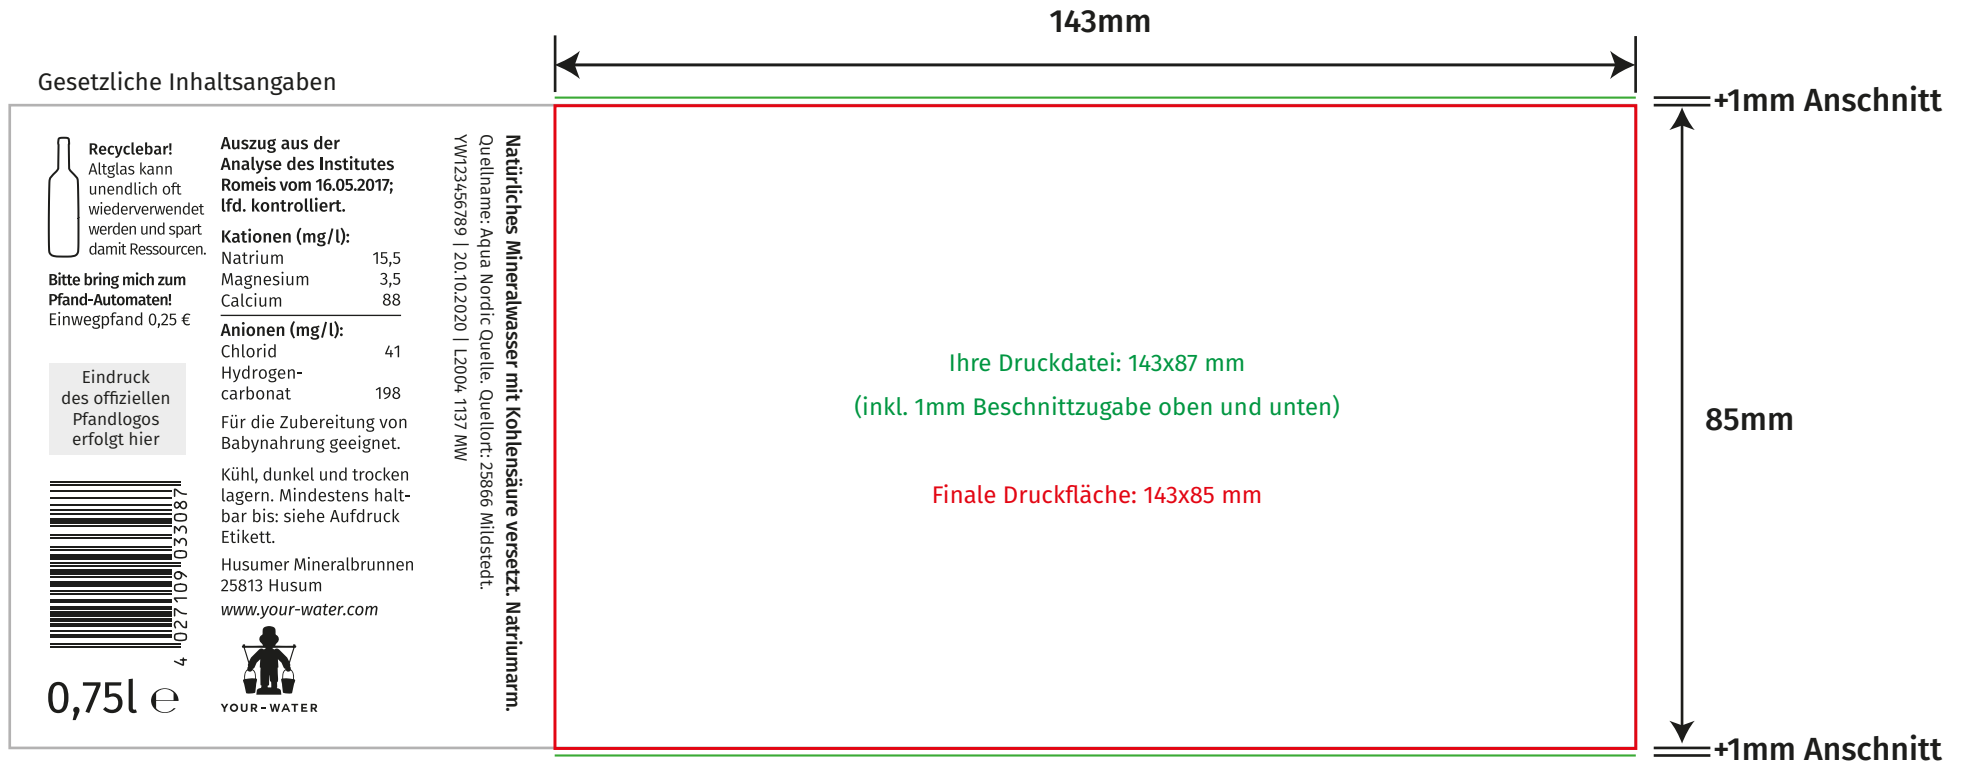 143mm
Gesetzliche Inhaltsangaben
+1mm Anschnitt
Recyclebar!
Altglas kann
unendlich oft
wiederverwendet
werden und spart
damit Ressourcen.
Bitte bring mich zum
Pfand-Automaten!
Einwegpfand 0,25 €
Eindruck
des offiziellen
Pfandlogos
erfolgt hier
4 027109 033087
0,75l ℮
Auszug aus der
Analyse des Institutes
Romeis vom 16.05.2017;
lfd. kontrolliert.
Kationen (mg/l):
Natrium 15,5
Magnesium 3,5
Calcium 88
Anionen (mg/l):
Chlorid 41
Hydrogen-
carbonat 198
Für die Zubereitung von
Babynahrung geeignet.
Kühl, dunkel und trocken
lagern. Mindestens halt-
bar bis: siehe Aufdruck
Etikett.
Husumer Mineralbrunnen
25813 Husum
www.your-water.com
YOUR-WATER
Natürliches Mineralwasser mit Kohlensäure versetzt. Natriumarm.
Quellname: Aqua Nordic Quelle. Quellort: 25866 Mildstedt.
YW123456789 | 20.10.2020 | L2004 1137 MW
Ihre Druckdatei: 143x87 mm
(inkl. 1mm Beschnittzugabe oben und unten)
Finale Druckfläche: 143x85 mm
85mm
+1mm Anschnitt